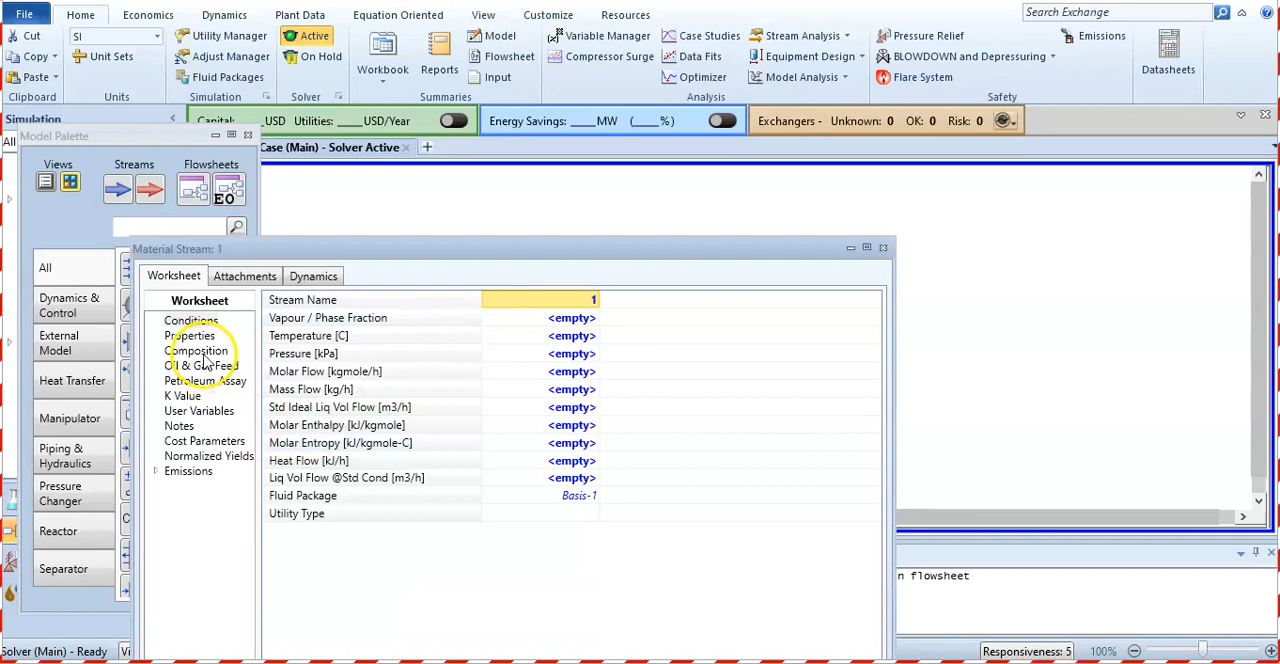 File Home Economics Dynamics Plant Data Equation Oriented View Customize Resources Search Exchange
Cut SI Utility Manager Active Model Variable Manager Case Studies Stream Analysis Pressure Relief Emissions
Copy Unit Sets Adjust Manager On Hold Workbook Reports Flowsheet Compressor Surge Data Fits Equipment Design BLOWDOWN and Depressuring Datasheets
Paste Fluid Packages Input Optimizer Model Analysis Flare System
Clipboard Units Simulation Solver Summaries Analysis Safety
Simulation Capital: USD Utilities: USD/Year Energy Savings: MW ( %) Exchangers - Unknown: 0 OK: 0 Risk: 0
Model Palette
All Case (Main) - Solver Active
Views Streams Flowsheets
EO
All
Dynamics & Control
External Model
Heat Transfer
Manipulator
Piping & Hydraulics
Pressure Changer
Reactor
Separator
Material Stream: 1
Worksheet Attachments Dynamics
Worksheet
Conditions
Properties
Composition
Oil & Gas Feed
Petroleum Assay
K Value
User Variables
Notes
Cost Parameters
Normalized Yields
Emissions
Stream Name 1
Vapour / Phase Fraction <empty>
Temperature [C] <empty>
Pressure [kPa] <empty>
Molar Flow [kgmole/h] <empty>
Mass Flow [kg/h] <empty>
Std Ideal Liq Vol Flow [m3/h] <empty>
Molar Enthalpy [kJ/kgmole] <empty>
Molar Entropy [kJ/kgmole-C] <empty>
Heat Flow [kJ/h] <empty>
Liq Vol Flow @Std Cond [m3/h] <empty>
Fluid Package Basis-1
Utility Type
n flowsheet
Solver (Main) - Ready Vi Responsiveness: 5 100%